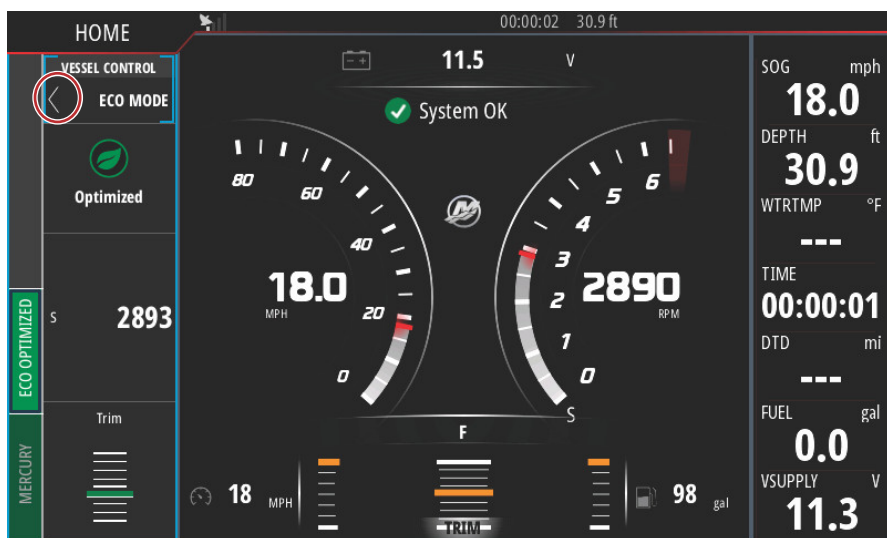 HOME
00:00:02 30.9 ft
VESSEL CONTROL
ECO MODE
Optimized
S 2893
Trim
ECO OPTIMIZED
MERCURY
11.5 V
System OK
80
60
40
20
0
18.0
MPH
6
5
4
3
2
1
0
S
2890
RPM
F
18 MPH
TRIM
98 gal
SOG mph
18.0
DEPTH ft
30.9
WTRTMP °F
---
TIME
00:00:01
DTD mi
---
FUEL gal
0.0
VSUPPLY V
11.3